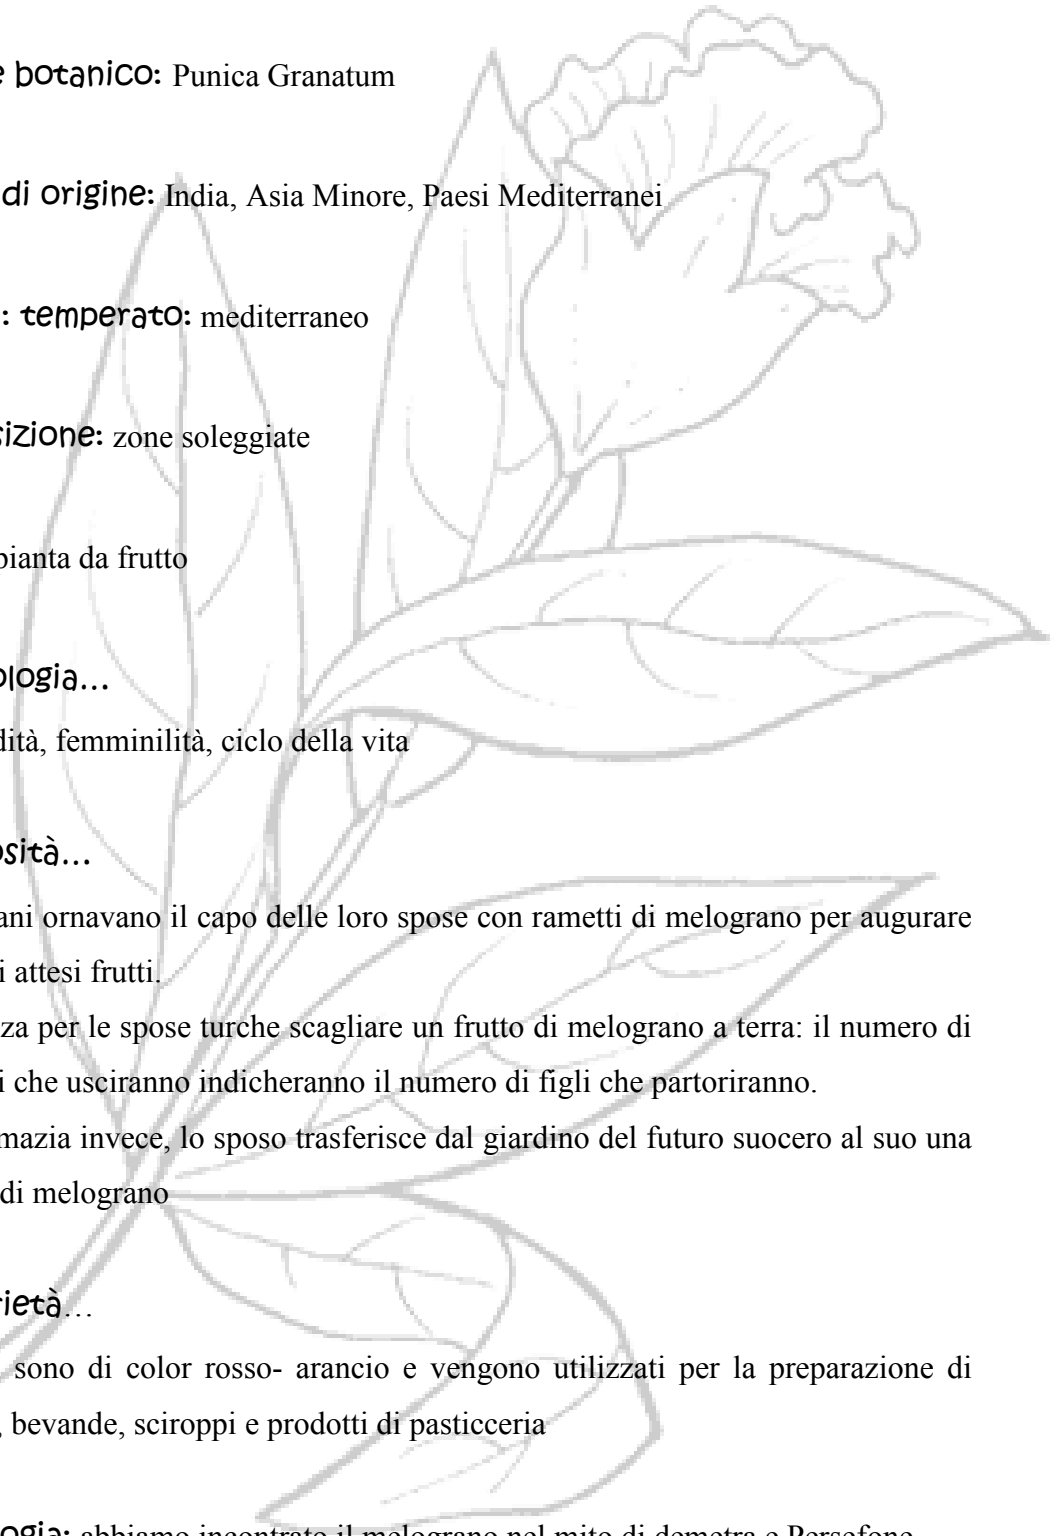 e botanico: Punica Granatum
di origine: India, Asia Minore, Paesi Mediterranei
: temperato: mediterraneo
sizione: zone soleggiate
pianta da frutto
ologia...
dità, femminilità, ciclo della vita
osità...
ani ornavano il capo delle loro spose con rametti di melograno per augurare
i attesi frutti.
za per le spose turche scagliare un frutto di melograno a terra: il numero di
i che usciranno indicheranno il numero di figli che partoriranno.
mazia invece, lo sposo trasferisce dal giardino del futuro suocero al suo una
di melograno
rietà...
sono di color rosso- arancio e vengono utilizzati per la preparazione di
, bevande, sciroppi e prodotti di pasticceria
ogia: abbiamo incontrato il melograno nel mito di demetra e Persefone